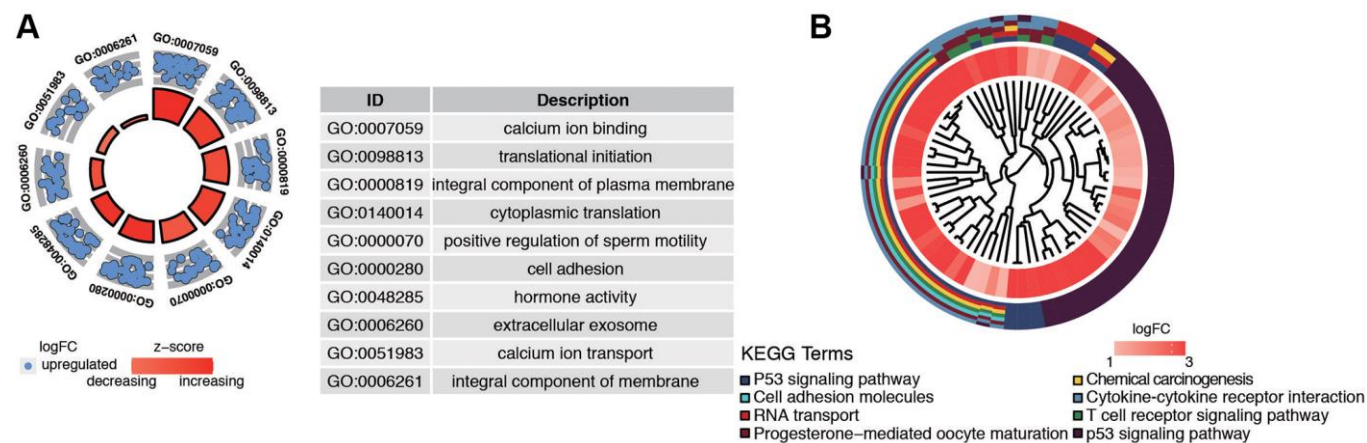 A
GO:0006261
GO:0007059
GO:0051983
GO:0098813
GO:0006260
GO:0000819
GO:0048285
GO:0140014
GO:0000280
GO:0000070
logFC
z-score
upregulated
decreasing
increasing
ID Description
GO:0007059 calcium ion binding
GO:0098813 translational initiation
GO:0000819 integral component of plasma membrane
GO:0140014 cytoplasmic translation
GO:0000070 positive regulation of sperm motility
GO:0000280 cell adhesion
GO:0048285 hormone activity
GO:0006260 extracellular exosome
GO:0051983 calcium ion transport
GO:0006261 integral component of membrane
B
logFC
1 3
KEGG Terms
P53 signaling pathway
Cell adhesion molecules
RNA transport
Progesterone-mediated oocyte maturation
Chemical carcinogenesis
Cytokine-cytokine receptor interaction
T cell receptor signaling pathway
p53 signaling pathway